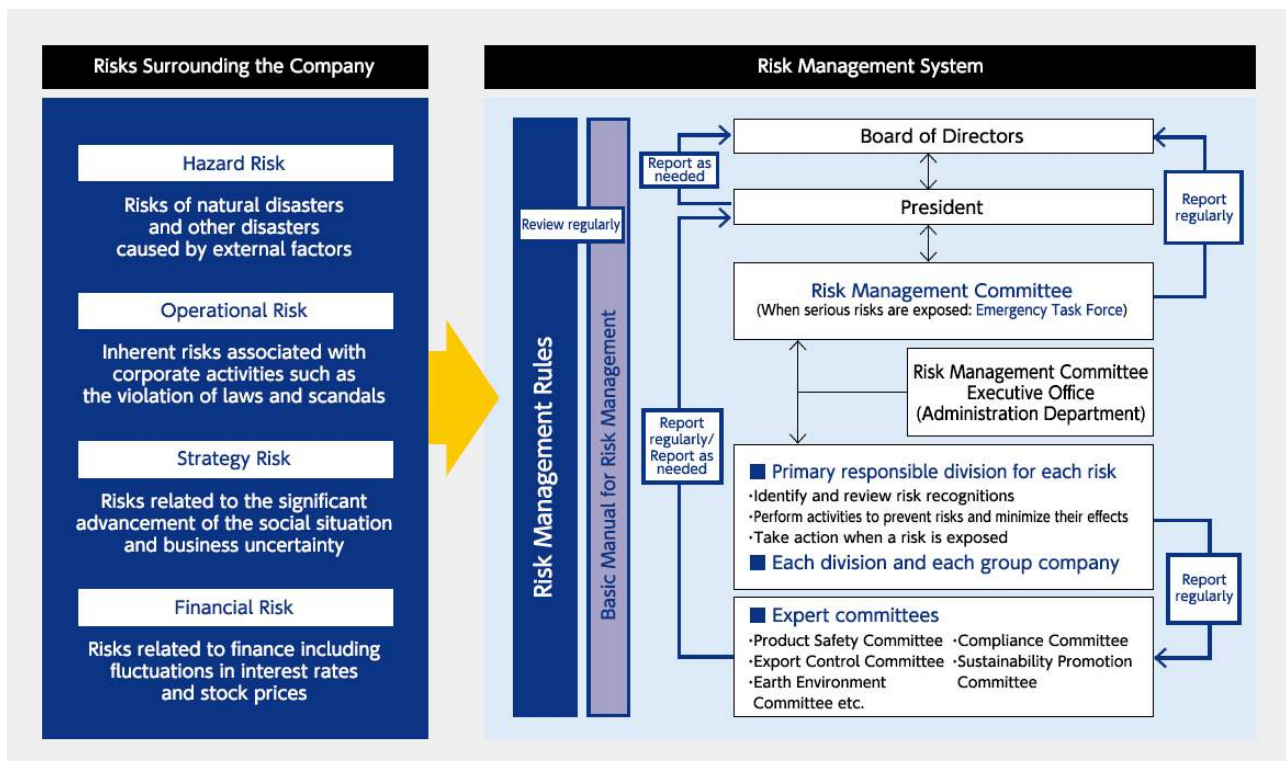 Risks Surrounding the Company
Hazard Risk
Risks of natural disasters
and other disasters
caused by external factors
Operational Risk
Inherent risks associated with
corporate activities such as
the violation of laws and scandals
Strategy Risk
Risks related to the significant
advancement of the social situation
and business uncertainty
Financial Risk
Risks related to finance including
fluctuations in interest rates
and stock prices
Risk Management System
Risk Management Rules
Basic Manual for Risk Management
Review regularly
Report as
needed
Report
regularly/
Report as
needed
Board of Directors
President
Report
regularly
Risk Management Committee
(When serious risks are exposed: Emergency Task Force)
Risk Management Committee
Executive Office
(Administration Department)
■ Primary responsible division for each risk
・Identify and review risk recognitions
・Perform activities to prevent risks and minimize their effects
・Take action when a risk is exposed
■ Each division and each group company
Report
regularly
■ Expert committees
・Product Safety Committee ・Compliance Committee
・Export Control Committee ・Sustainability Promotion
・Earth Environment Committee
Committee etc.